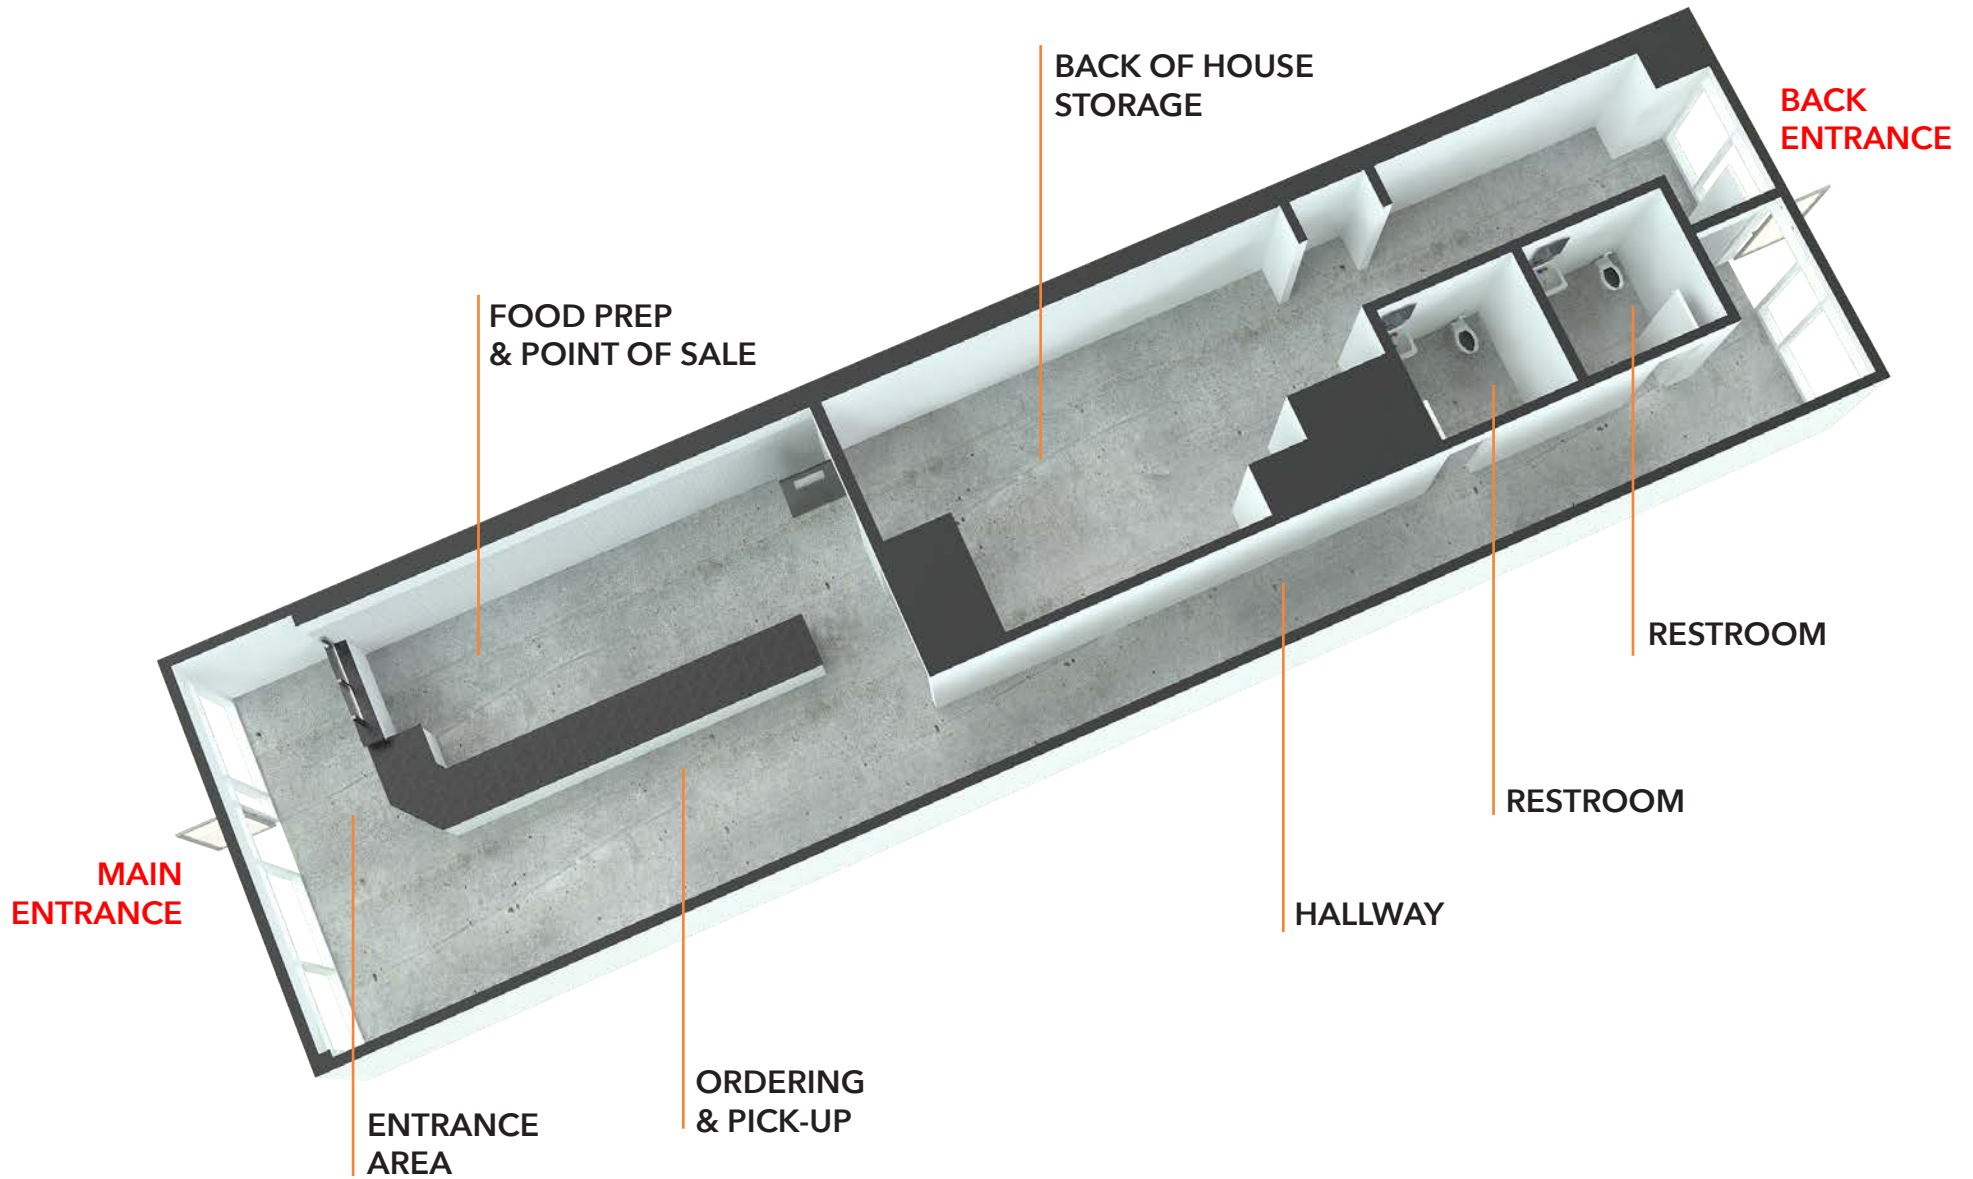 BACK OF HOUSE
STORAGE
BACK
ENTRANCE
FOOD PREP
& POINT OF SALE
RESTROOM
RESTROOM
MAIN
ENTRANCE
HALLWAY
ORDERING
& PICK-UP
ENTRANCE
AREA